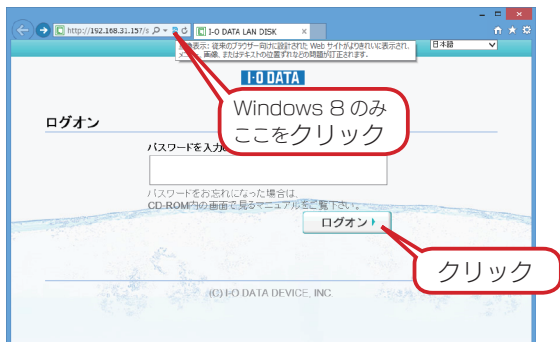 http://192.168.31.157/s
I-O DATA LAN DISK
表示: 従来のブラウザー向けに設計された Web サイトがよりきれいに表示され、
画像、またはテキストの位置ずれなどの問題が訂正されます。
日本語
I-O DATA
Windows 8 のみ
ここをクリック
ログオン
パスワードを入力
パスワードをお忘れになった場合は、
CD-ROM内の画面で見るマニュアルをご覧下さい。
ログオン
クリック
(C) I-O DATA DEVICE, INC.